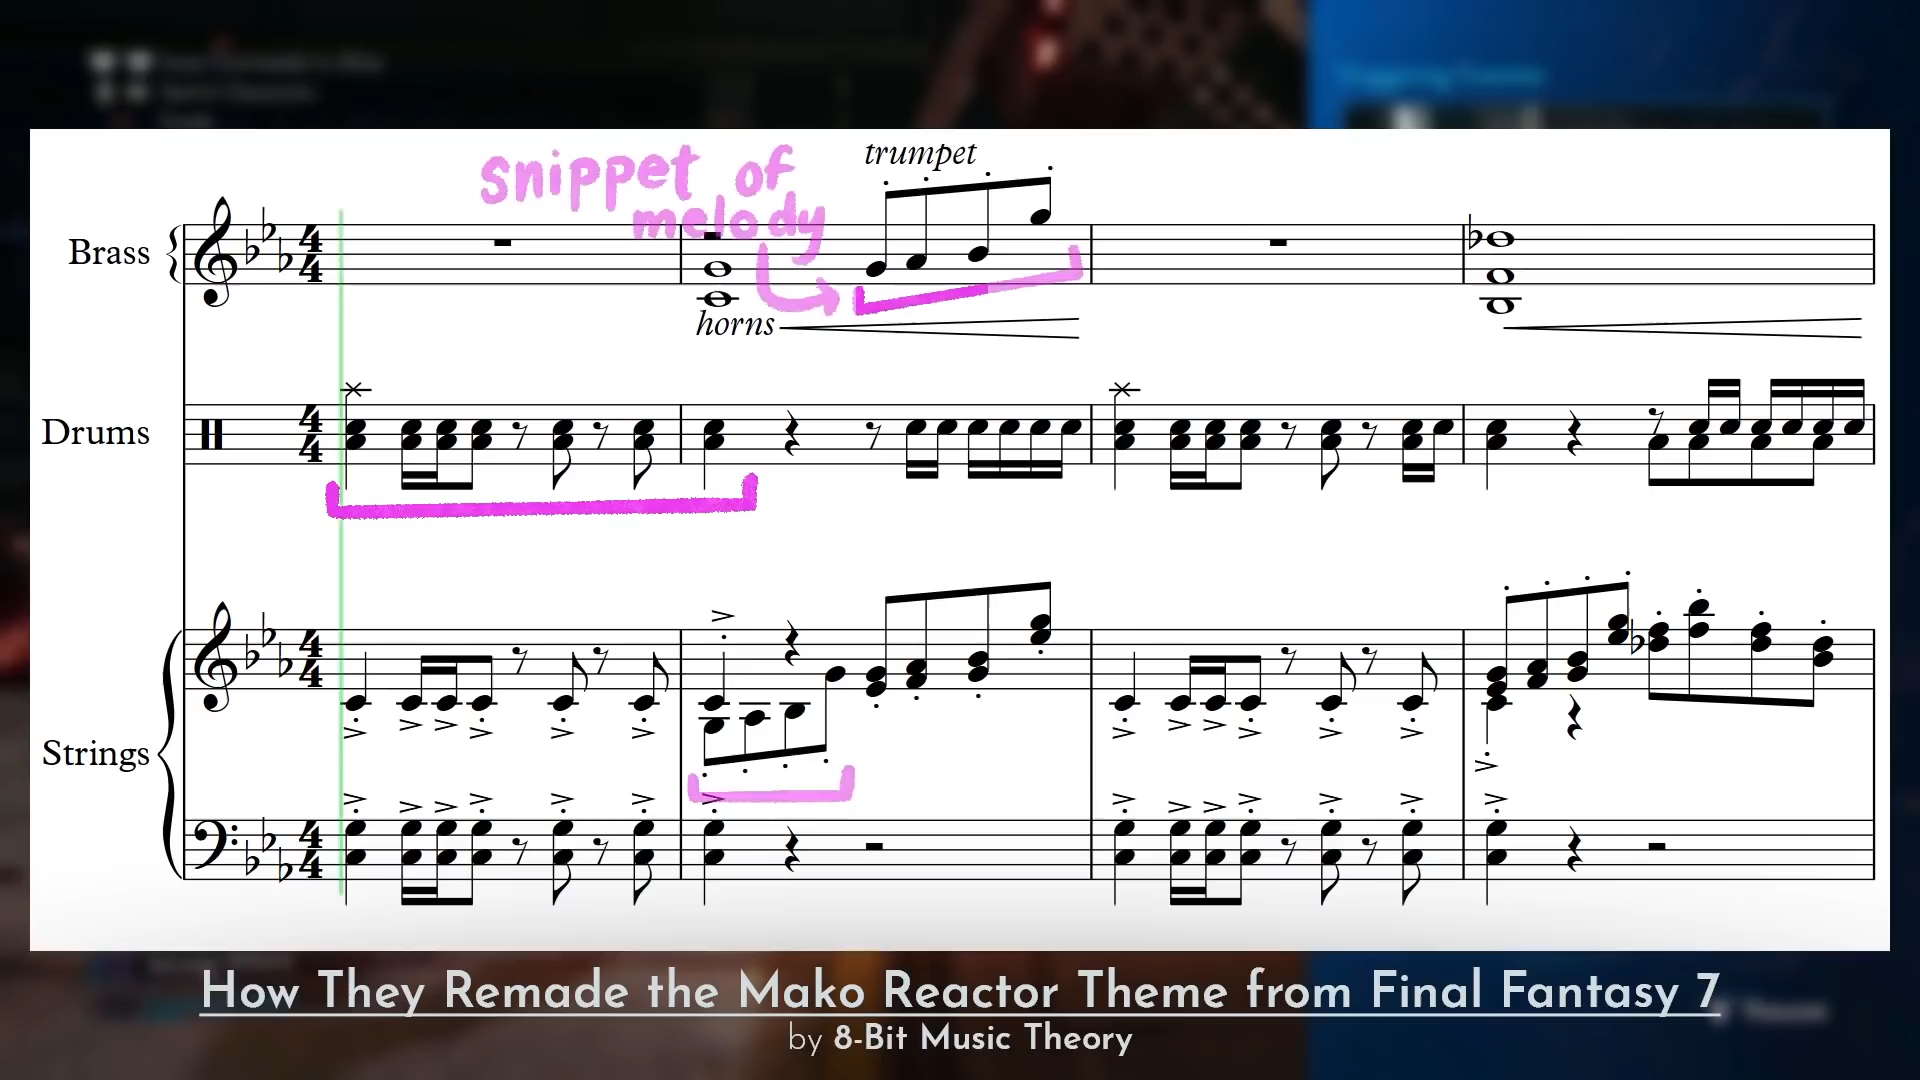 snippet of
melody
trumpet
Brass
horns
Drums
Strings
How They Remade the Mako Reactor Theme from Final Fantasy 7
by 8-Bit Music Theory